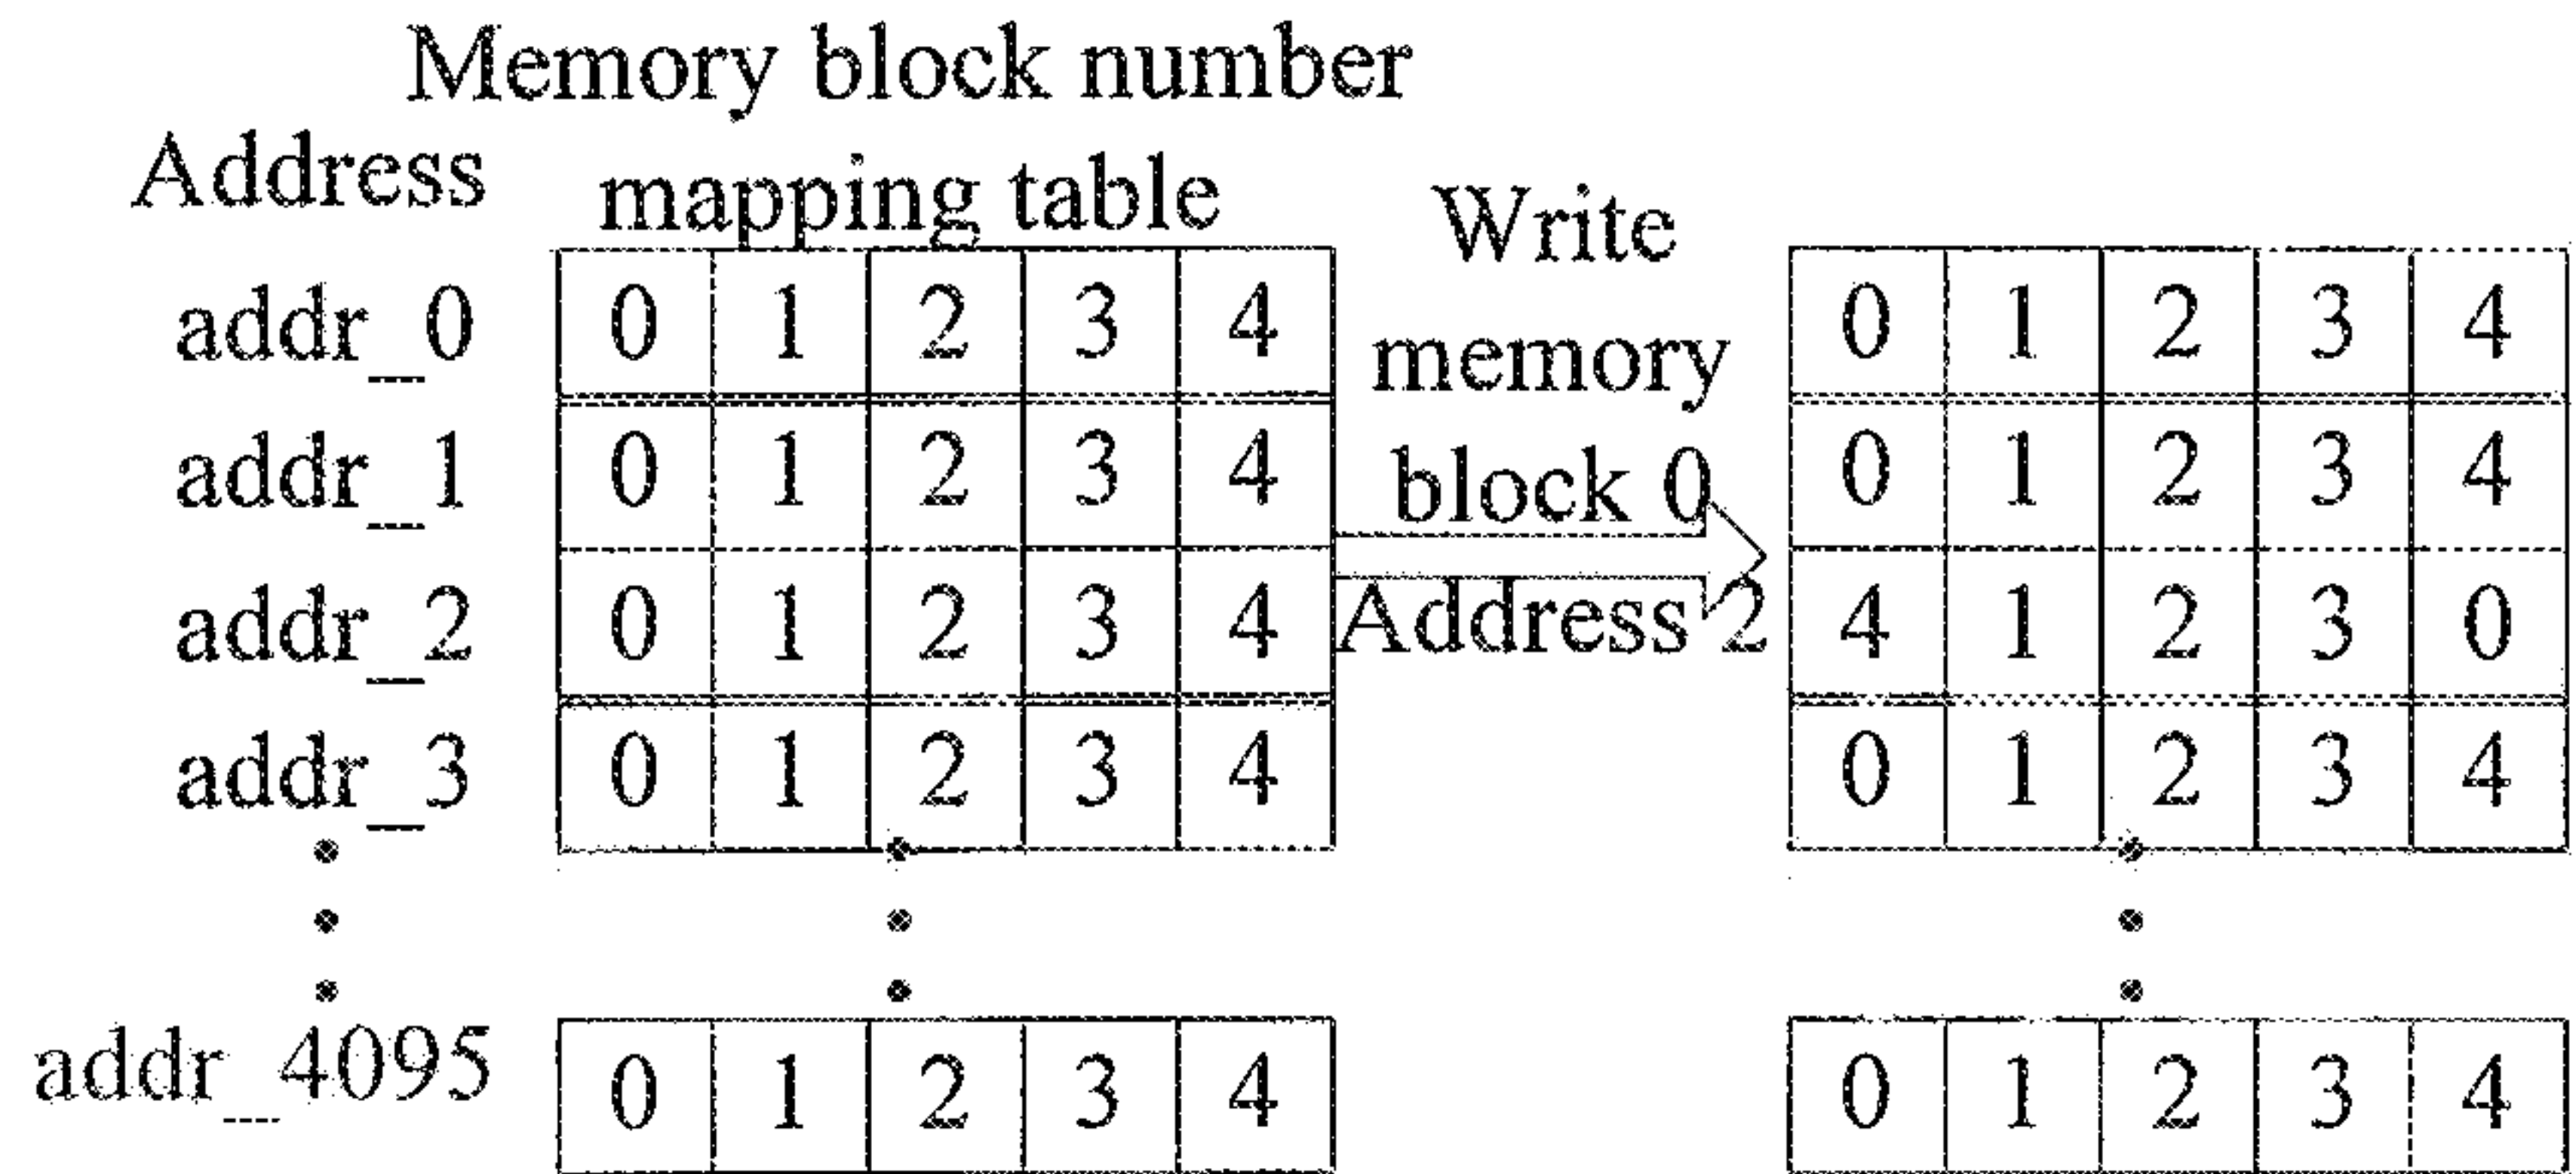 Memory block number
Address mapping table Write
addr_0 0 1 2 3 4 memory 0 1 2 3 4
addr_1 0 1 2 3 4 block 0 0 1 2 3 4
addr_2 0 1 2 3 4 Address 2 4 1 2 3 0
addr_3 0 1 2 3 4 0 1 2 3 4
addr_4095 0 1 2 3 4 0 1 2 3 4